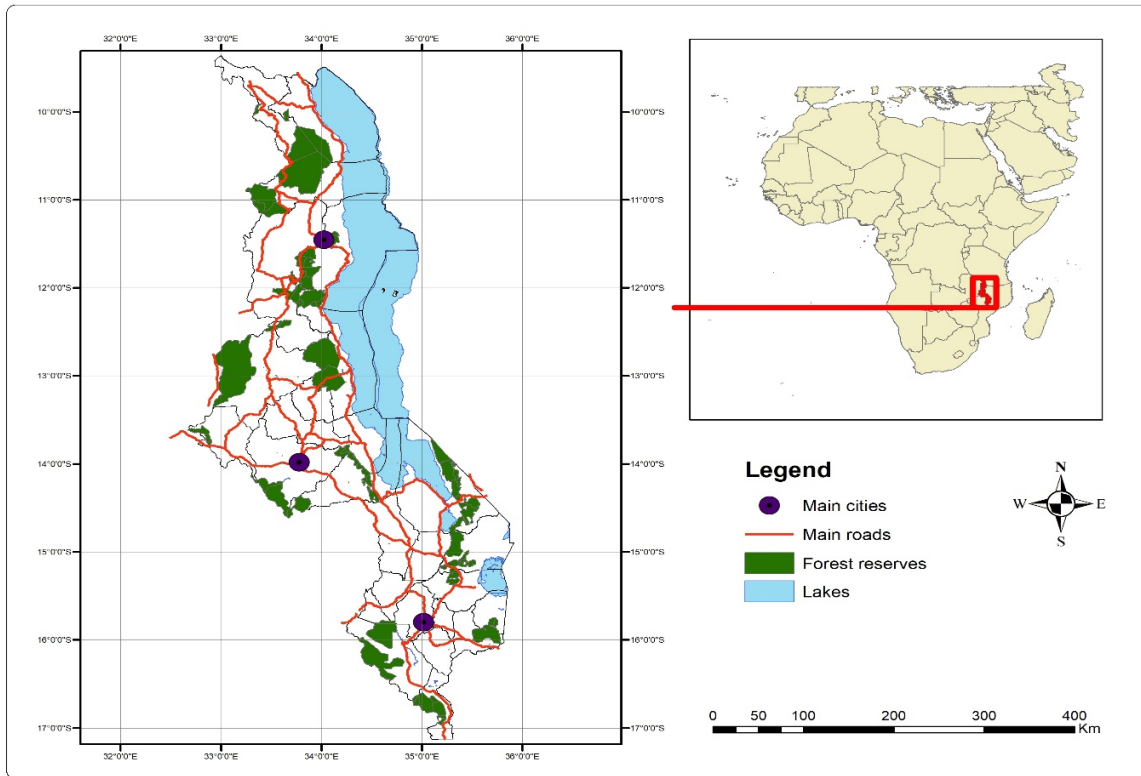 32°0'0"E 33°0'0"E 34°0'0"E 35°0'0"E 36°0'0"E
10°0'0"S 10°0'0"S
11°0'0"S 11°0'0"S
12°0'0"S 12°0'0"S
13°0'0"S 13°0'0"S
14°0'0"S 14°0'0"S
15°0'0"S 15°0'0"S
16°0'0"S 16°0'0"S
17°0'0"S 17°0'0"S
32°0'0"E 33°0'0"E 34°0'0"E 35°0'0"E 36°0'0"E
Legend
Main cities
Main roads
Forest reserves
Lakes
N
W E
S
0 50 100 200 300 400
Km